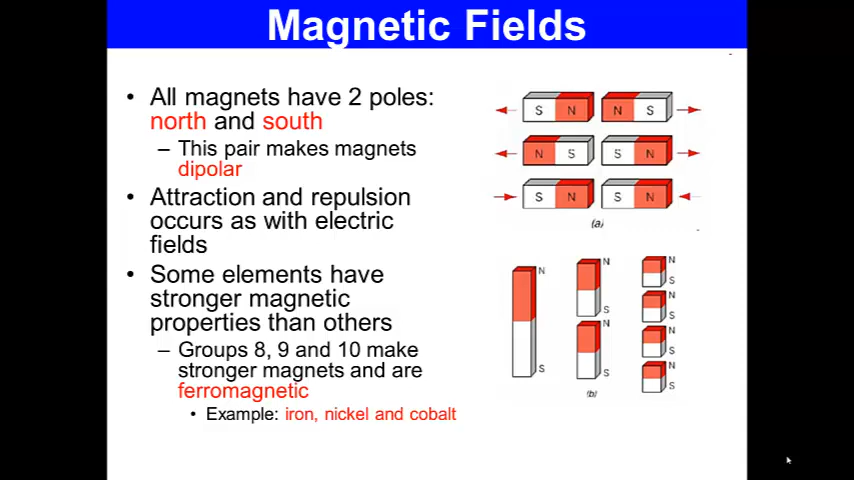 Magnetic Fields
• All magnets have 2 poles:
north and south
– This pair makes magnets
dipolar
• Attraction and repulsion
occurs as with electric
fields
• Some elements have
stronger magnetic
properties than others
– Groups 8, 9 and 10 make
stronger magnets and are
ferromagnetic
• Example: iron, nickel and cobalt
S N N S
N S S N
S N S N
(a)
N
S
N
S
N
S
N
S
N
S
N
S
N
S
(b)